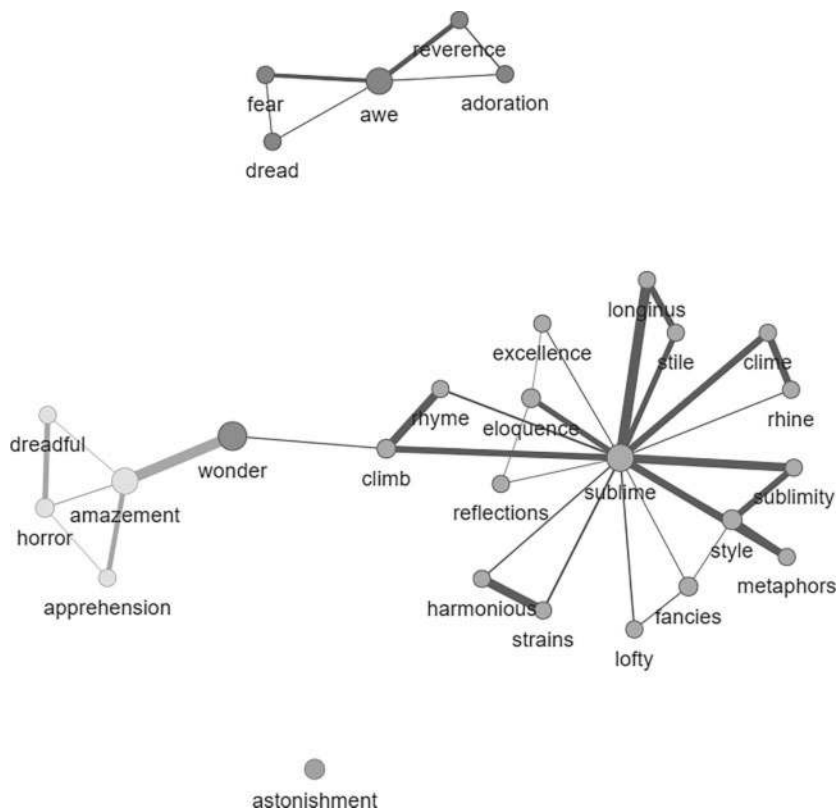 reverence
fear
awe
adoration
dread
longinus
excellence
stile
clime
rhyme
rhine
dreadful
eloquence
wonder
climb
sublime
sublimity
amazement
reflections
horror
style
metaphors
apprehension
harmonious
fancies
strains
lofty
astonishment